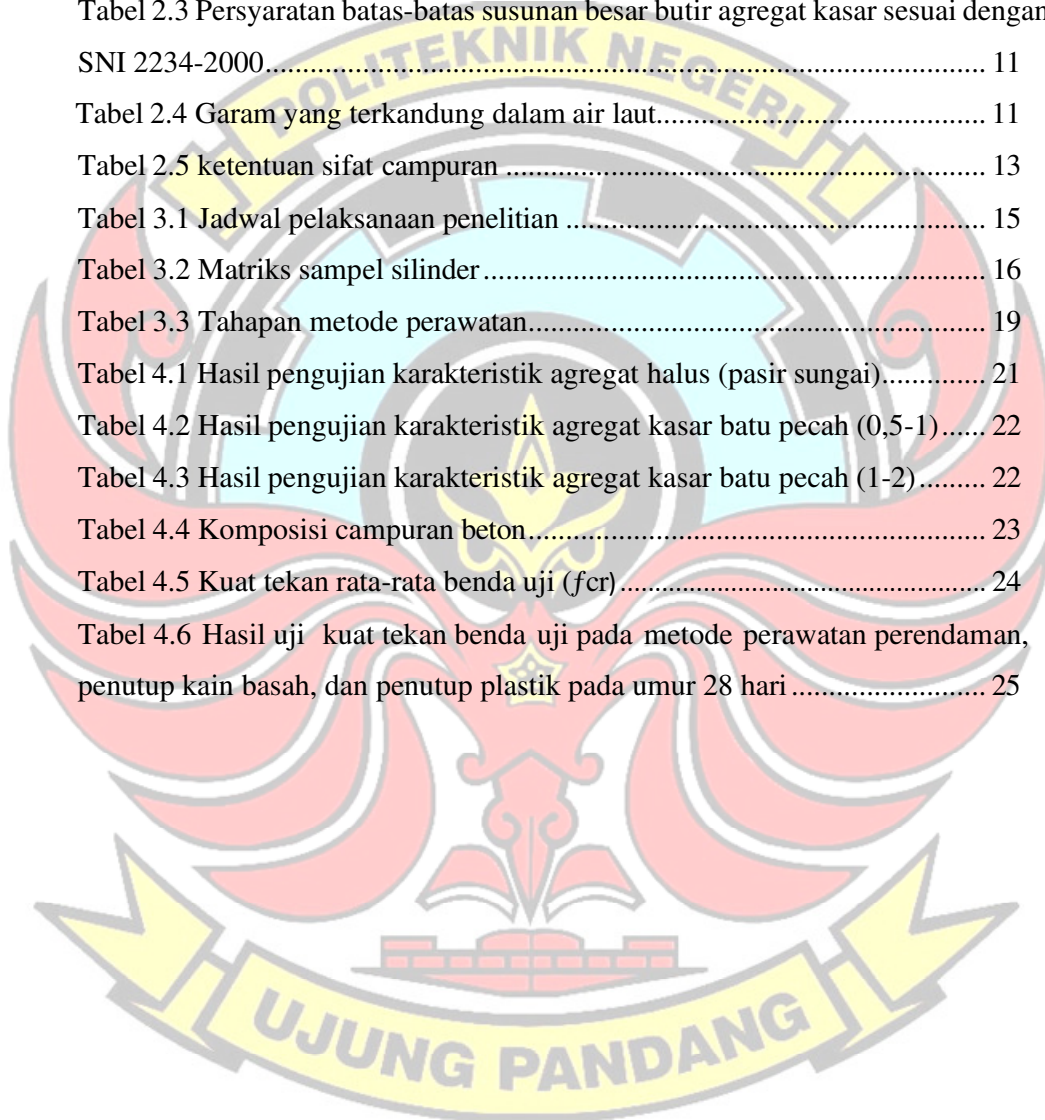 Tabel 2.3 Persyaratan batas-batas susunan besar butir agregat kasar sesuai dengan
SNI 2234-2000.......................................................................................... 11
Tabel 2.4 Garam yang terkandung dalam air laut......................................... 11
Tabel 2.5 ketentuan sifat campuran ............................................................. 13
Tabel 3.1 Jadwal pelaksanaan penelitian ..................................................... 15
Tabel 3.2 Matriks sampel silinder ................................................................ 16
Tabel 3.3 Tahapan metode perawatan.......................................................... 19
Tabel 4.1 Hasil pengujian karakteristik agregat halus (pasir sungai).............. 21
Tabel 4.2 Hasil pengujian karakteristik agregat kasar batu pecah (0,5-1)...... 22
Tabel 4.3 Hasil pengujian karakteristik agregat kasar batu pecah (1-2)......... 22
Tabel 4.4 Komposisi campuran beton.......................................................... 23
Tabel 4.5 Kuat tekan rata-rata benda uji (ƒcr) .............................................. 24
Tabel 4.6 Hasil uji kuat tekan benda uji pada metode perawatan perendaman,
penutup kain basah, dan penutup plastik pada umur 28 hari ........................ 25
POLITEKNIK NEGERI
UJUNG PANDANG